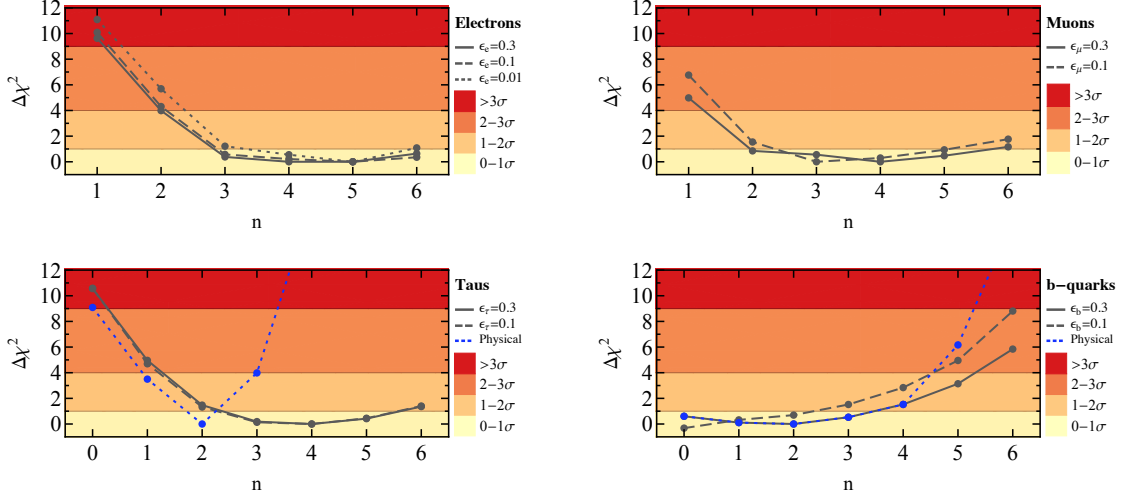 Electrons
12
10
8
6
4
2
0
Δχ²
ϵe=0.3
ϵe=0.1
ϵe=0.01
>3σ
2−3σ
1−2σ
0−1σ
1 2 3 4 5 6
n
Muons
12
10
8
6
4
2
0
Δχ²
ϵμ=0.3
ϵμ=0.1
>3σ
2−3σ
1−2σ
0−1σ
1 2 3 4 5 6
n
Taus
12
10
8
6
4
2
0
Δχ²
ϵτ=0.3
ϵτ=0.1
Physical
>3σ
2−3σ
1−2σ
0−1σ
0 1 2 3 4 5 6
n
b−quarks
12
10
8
6
4
2
0
Δχ²
ϵb=0.3
ϵb=0.1
Physical
>3σ
2−3σ
1−2σ
0−1σ
0 1 2 3 4 5 6
n